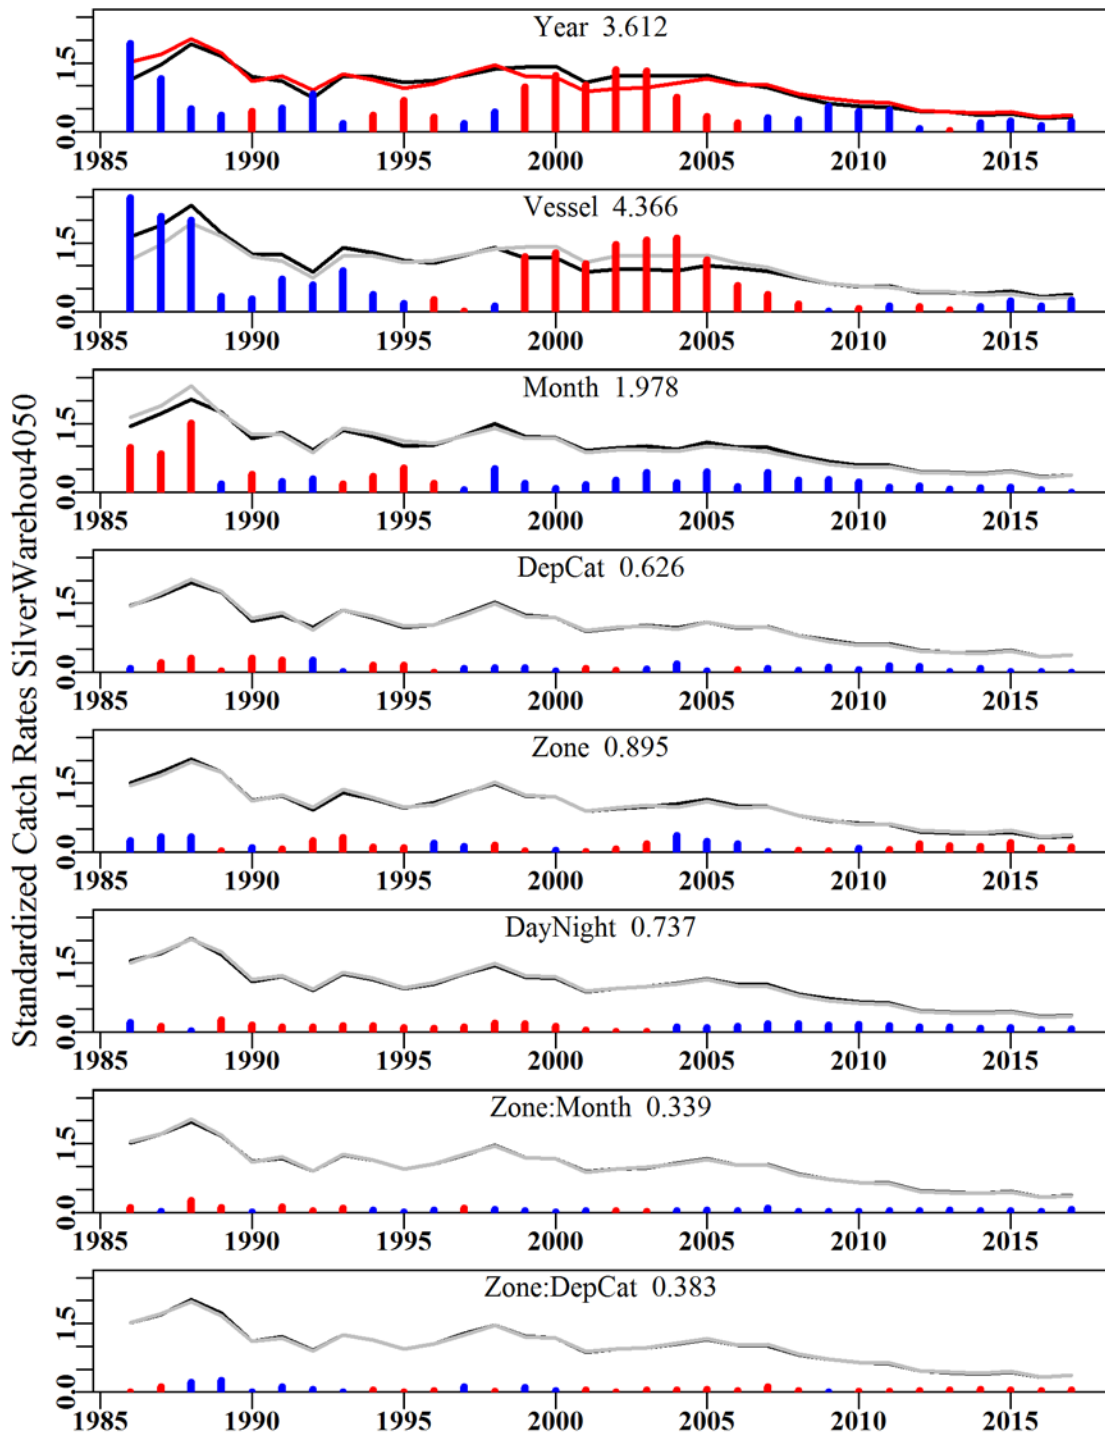 Standardized Catch Rates SilverWarehou4050
Year 3.612
1.5
0.0
1985 1990 1995 2000 2005 2010 2015
Vessel 4.366
1.5
0.0
1985 1990 1995 2000 2005 2010 2015
Month 1.978
1.5
0.0
1985 1990 1995 2000 2005 2010 2015
DepCat 0.626
1.5
0.0
1985 1990 1995 2000 2005 2010 2015
Zone 0.895
1.5
0.0
1985 1990 1995 2000 2005 2010 2015
DayNight 0.737
1.5
0.0
1985 1990 1995 2000 2005 2010 2015
Zone:Month 0.339
1.5
0.0
1985 1990 1995 2000 2005 2010 2015
Zone:DepCat 0.383
1.5
0.0
1985 1990 1995 2000 2005 2010 2015